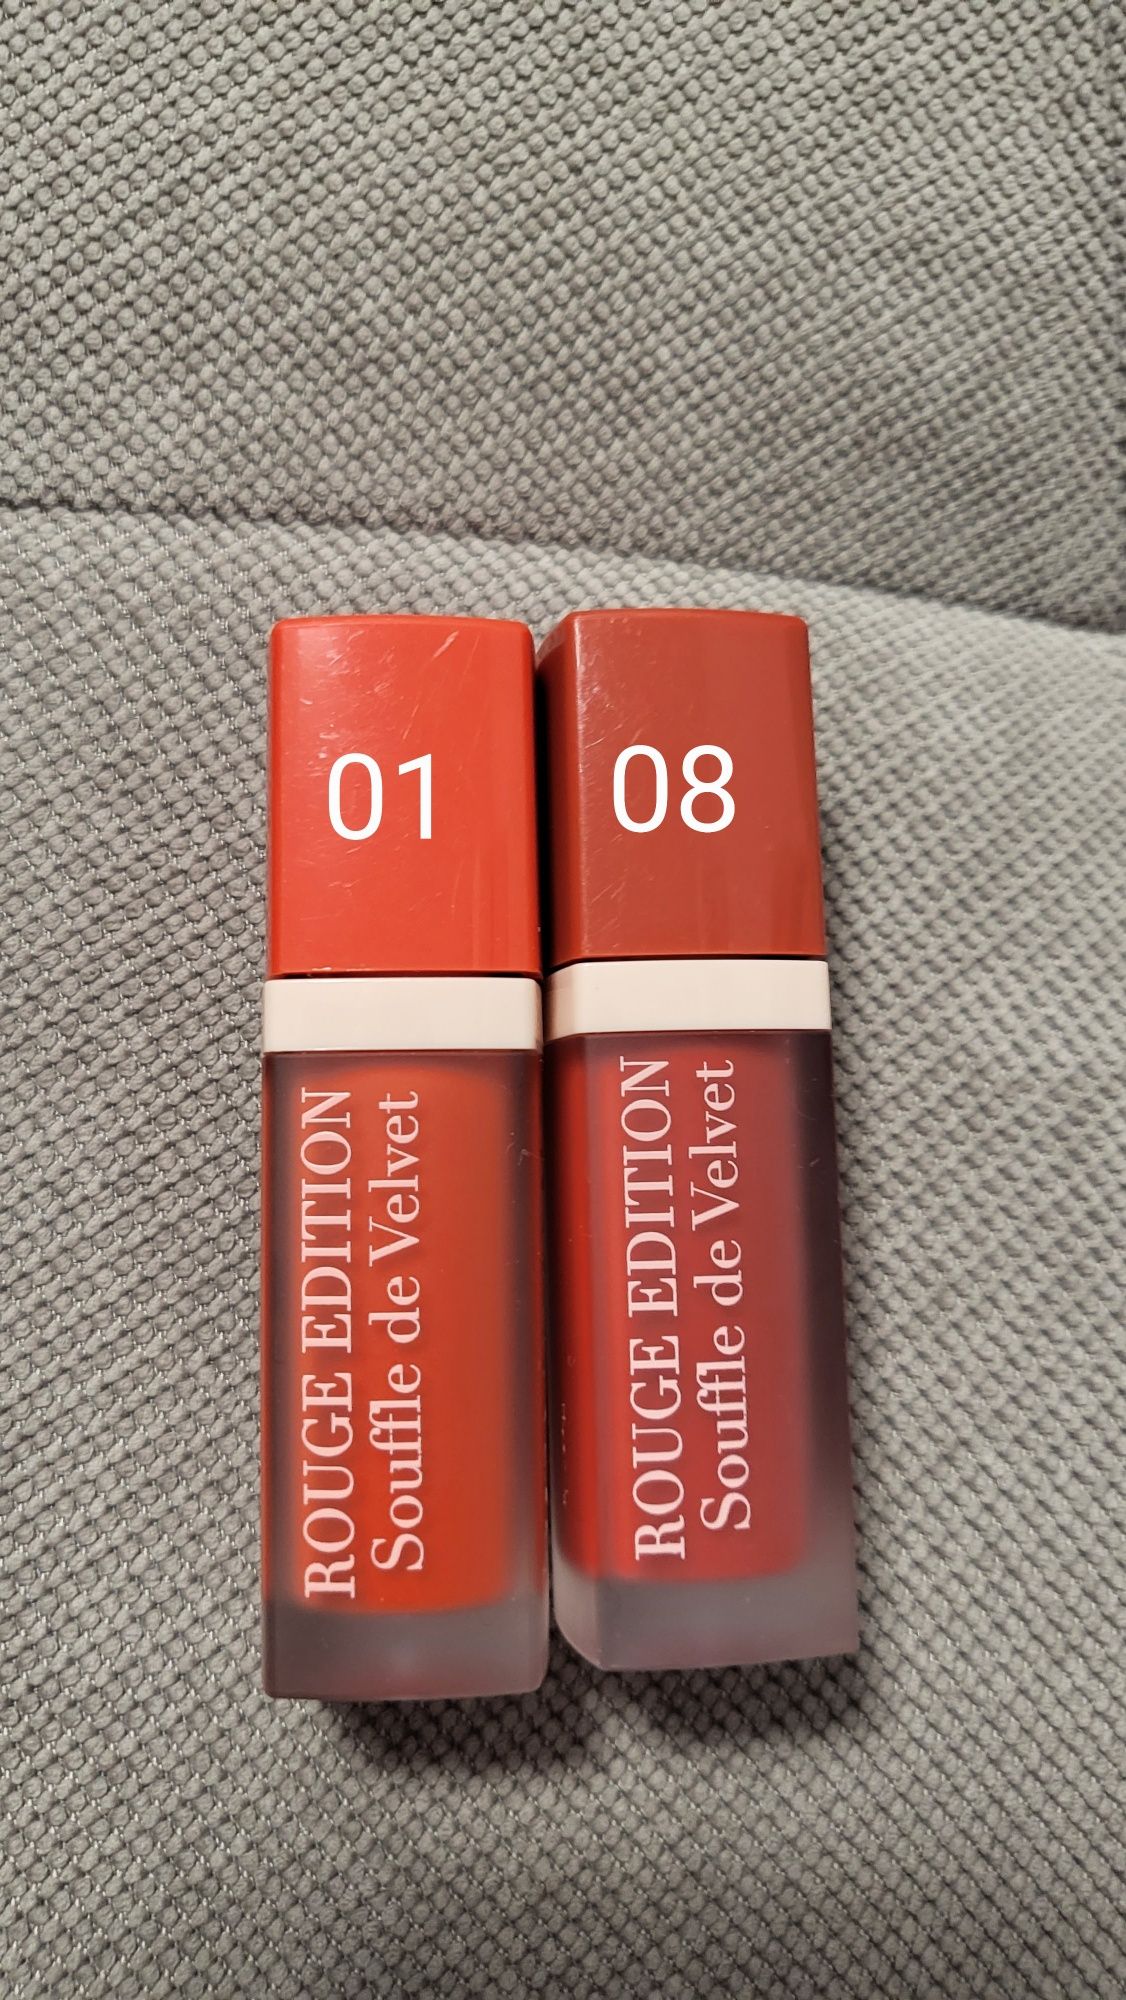 01
08
ROUGE EDITION
Souffle de Velvet
ROUGE EDITION
Souffle de Velvet